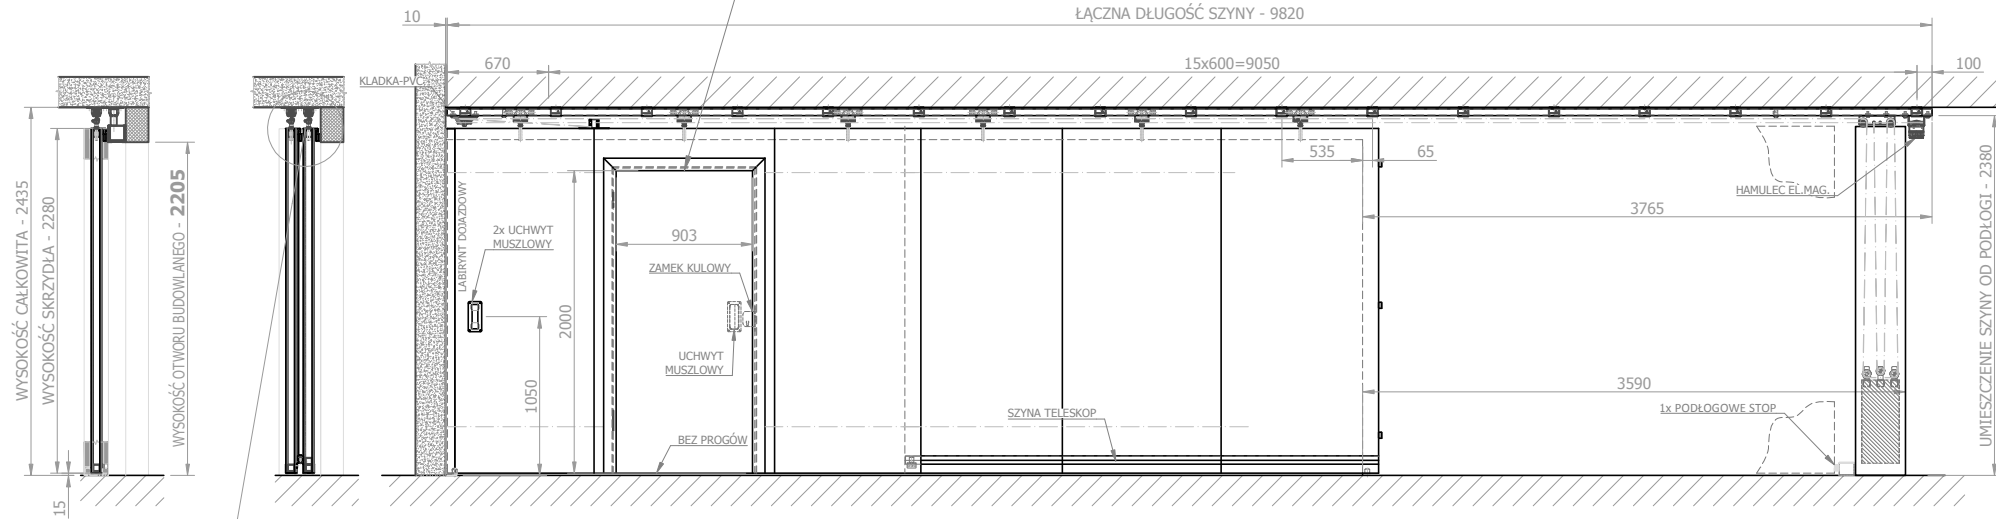 10
ŁĄCZNA DŁUGOŚĆ SZYNY - 9820
KLADKA-PVC
670
15x600=9050
100
535
65
HAMULEC EL.MAG.
3765
WYSOKOŚĆ CAŁKOWITA - 2435
WYSOKOŚĆ SKRZYDŁA - 2280
WYSOKOŚĆ OTWORU BUDOWLANEGO - 2205
LABIRYNT DOJAZDOWY
2x UCHWYT
MUSZLOWY
903
ZAMEK KULOWY
2000
UCHWYT
MUSZLOWY
1050
BEZ PROGÓW
SZYNA TELESKOP
3590
1x PODŁOGOWE STOP
UMIESZCZENIE SZYNY OD PODŁOGI - 2380
15